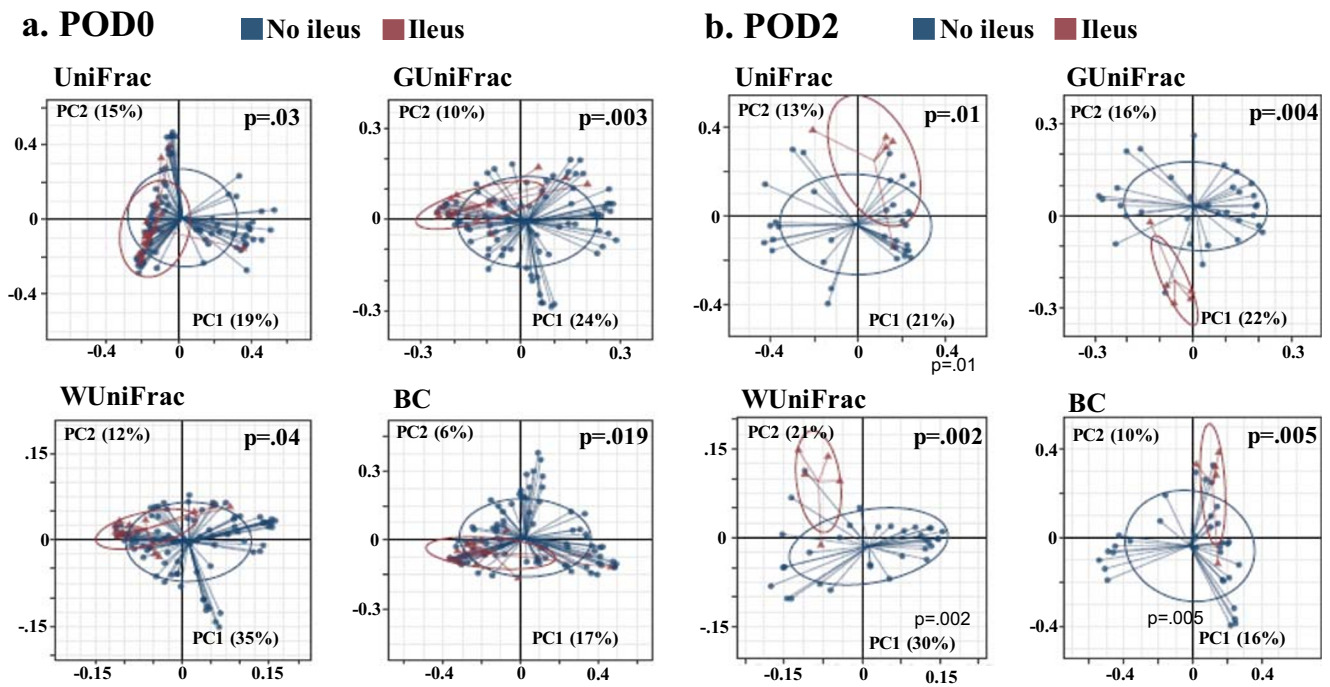 a. POD0
No ileus Ileus
UniFrac
PC2 (15%)
p=.03
0.4
0
-0.4
PC1 (19%)
-0.4 0 0.4
GUniFrac
PC2 (10%)
p=.003
0.3
0
-0.3
PC1 (24%)
-0.3 0 0.3
WUniFrac
PC2 (12%)
p=.04
.15
0
-.15
PC1 (35%)
-0.15 0 0.15
BC
PC2 (6%)
p=.019
0.3
0
-0.3
PC1 (17%)
-0.4 0 0.4
b. POD2
No ileus Ileus
UniFrac
PC2 (13%)
p=.01
0.4
0
-0.4
PC1 (21%)
-0.4 0 0.4
p=.01
GUniFrac
PC2 (16%)
p=.004
0.3
0
-0.3
PC1 (22%)
-0.3 0 0.3
WUniFrac
PC2 (21%)
p=.002
.15
0
-.15
p=.002
PC1 (30%)
-0.15 0 0.15
BC
PC2 (10%)
p=.005
0.4
0
-0.4
p=.005
PC1 (16%)
-0.4 0 0.4